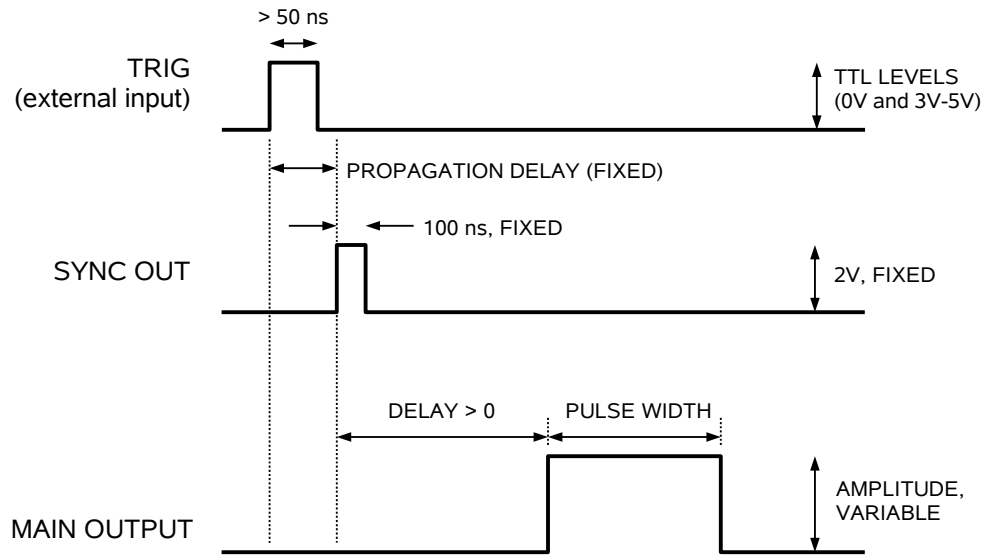 > 50 ns
TRIG
(external input)
TTL LEVELS
(0V and 3V-5V)
PROPAGATION DELAY (FIXED)
100 ns, FIXED
SYNC OUT
2V, FIXED
DELAY > 0
PULSE WIDTH
AMPLITUDE,
VARIABLE
MAIN OUTPUT